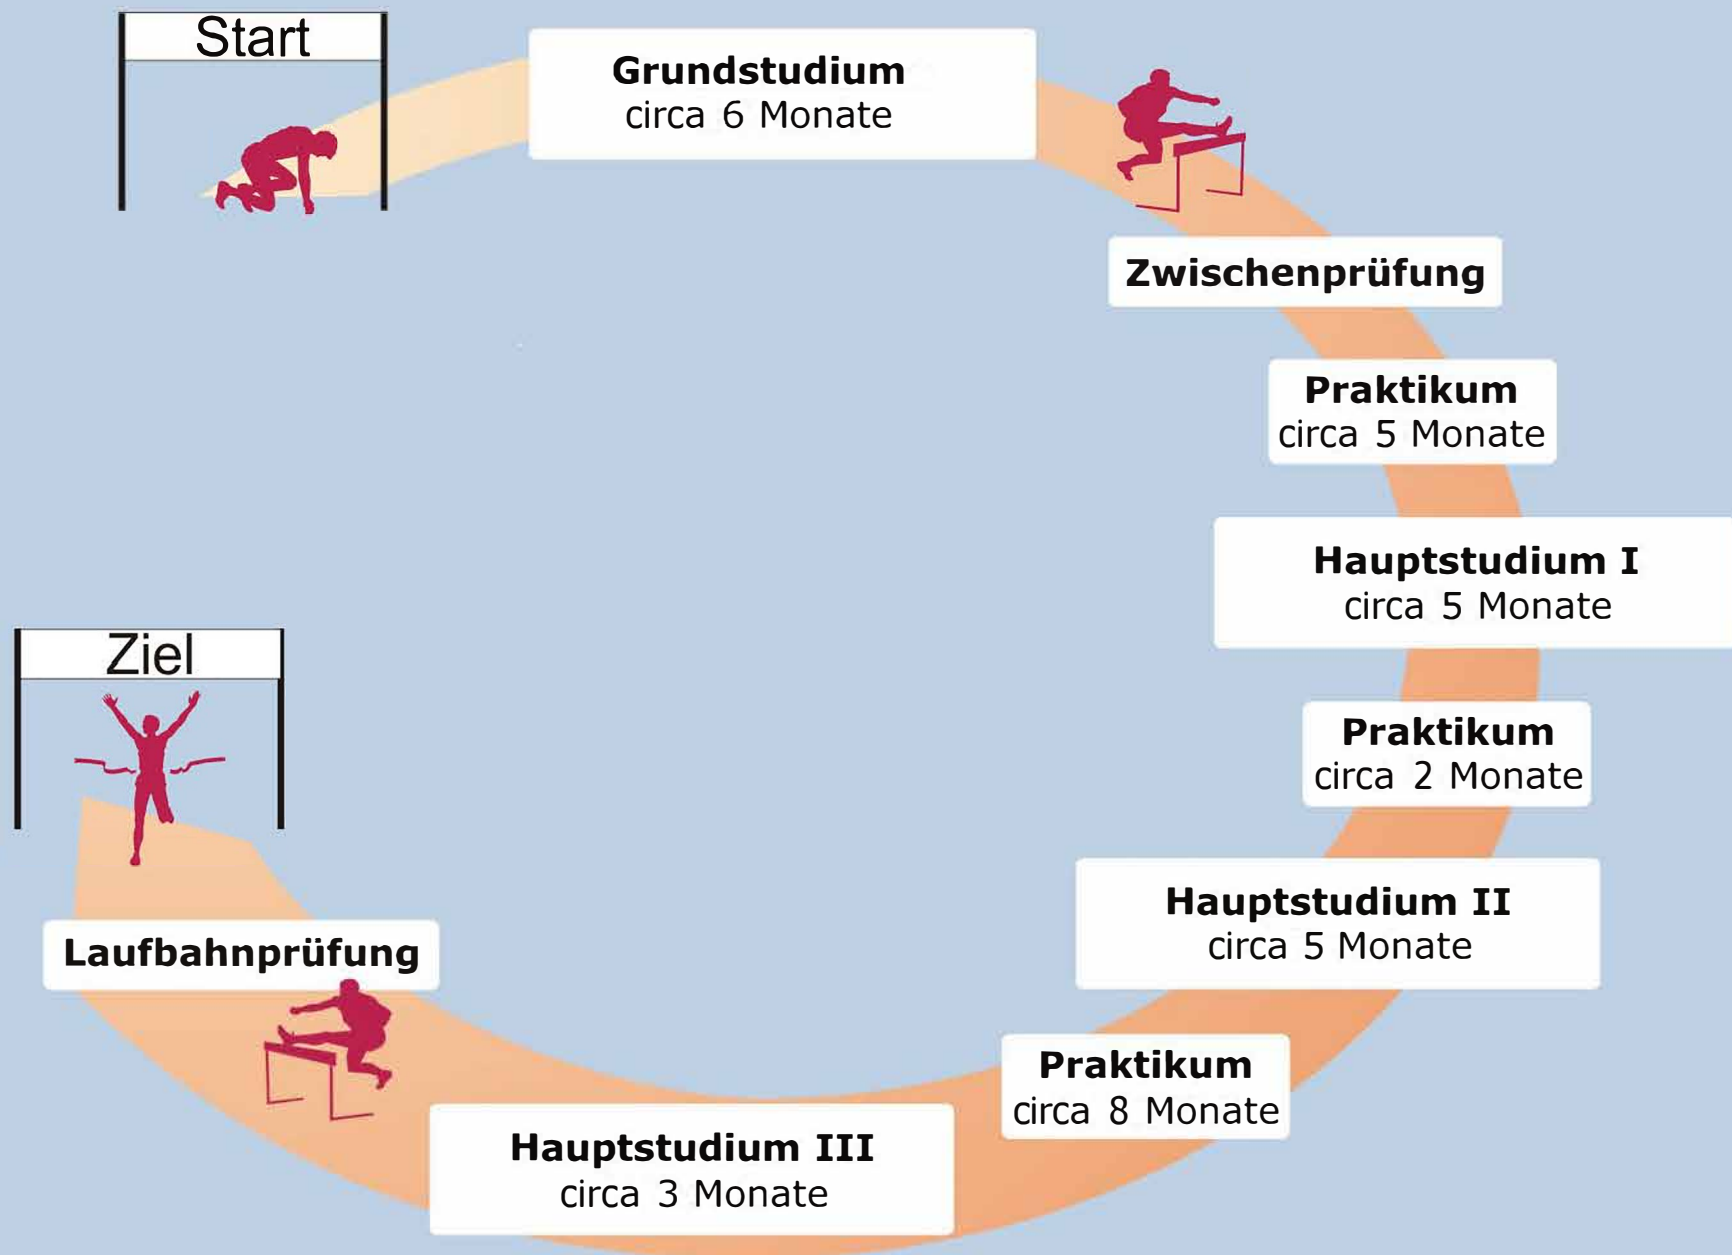 Start
Grundstudium
circa 6 Monate
Zwischenprüfung
Praktikum
circa 5 Monate
Hauptstudium I
circa 5 Monate
Praktikum
circa 2 Monate
Hauptstudium II
circa 5 Monate
Praktikum
circa 8 Monate
Hauptstudium III
circa 3 Monate
Laufbahnprüfung
Ziel